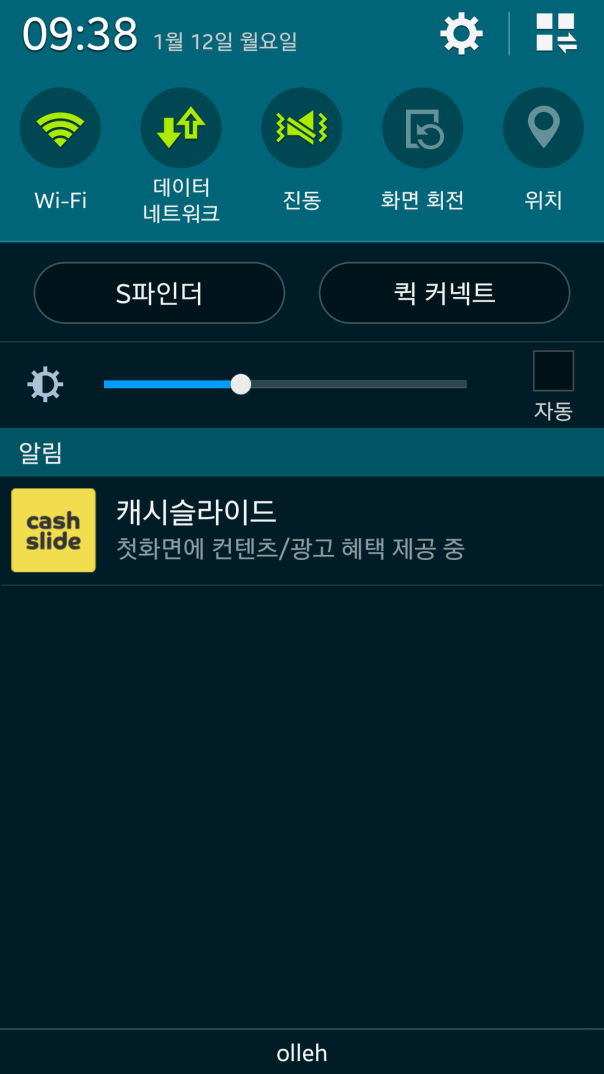 09:38 1월 12일 월요일
Wi-Fi
데이터
네트워크
진동
화면 회전
위치
S파인더
퀵 커넥트
자동
알림
cash
slide
캐시슬라이드
첫화면에 컨텐츠/광고 혜택 제공 중
olleh